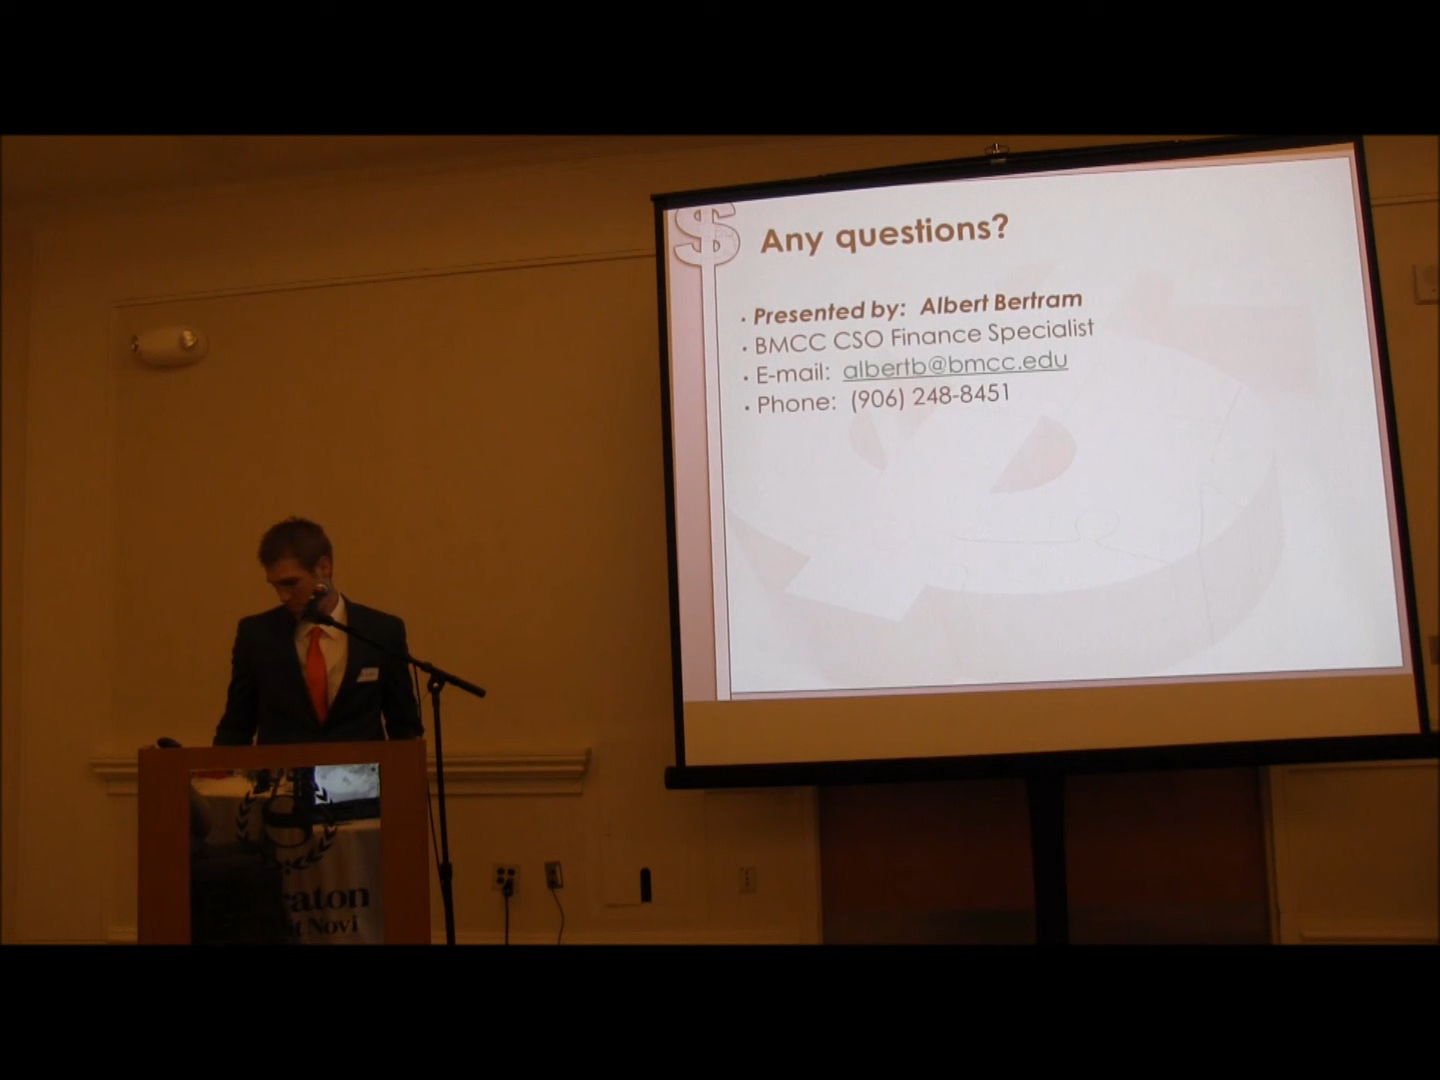 $ Any questions?
• Presented by: Albert Bertram
• BMCC CSO Finance Specialist
• E-mail: albertb@bmcc.edu
• Phone: (906) 248-8451
Novi